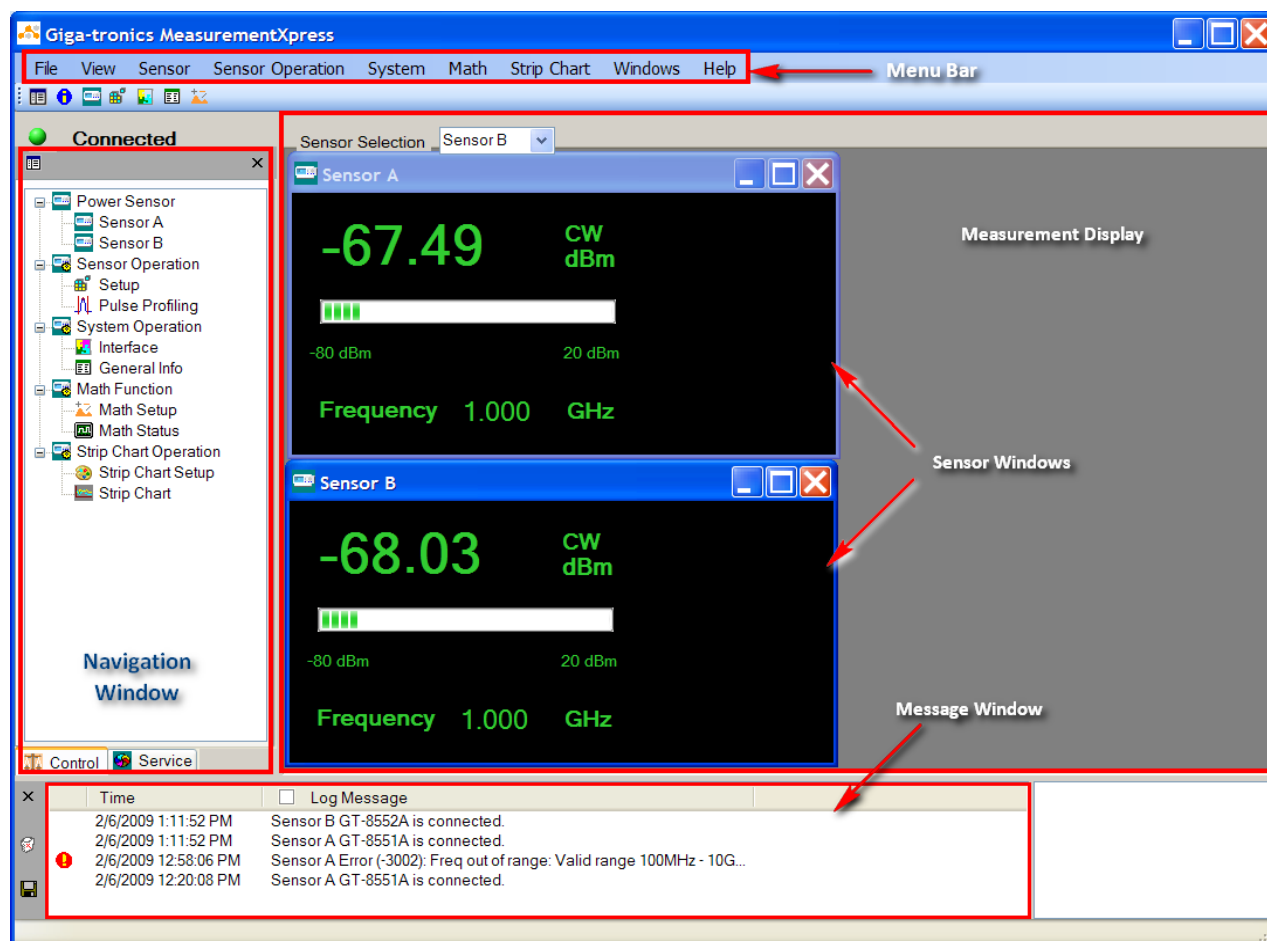 Giga-tronics MeasurementXpress
File View Sensor Sensor Operation System Math Strip Chart Windows Help
Menu Bar
Connected
Sensor Selection Sensor B
Power Sensor
Sensor A
Sensor B
Sensor Operation
Setup
Pulse Profiling
System Operation
Interface
General Info
Math Function
Math Setup
Math Status
Strip Chart Operation
Strip Chart Setup
Strip Chart
Navigation
Window
Control Service
Sensor A
-67.49 CW
dBm
-80 dBm 20 dBm
Frequency 1.000 GHz
Sensor B
-68.03 CW
dBm
-80 dBm 20 dBm
Frequency 1.000 GHz
Measurement Display
Sensor Windows
Message Window
Time Log Message
2/6/2009 1:11:52 PM Sensor B GT-8552A is connected.
2/6/2009 1:11:52 PM Sensor A GT-8551A is connected.
2/6/2009 12:58:06 PM Sensor A Error (-3002): Freq out of range: Valid range 100MHz - 10G...
2/6/2009 12:20:08 PM Sensor A GT-8551A is connected.